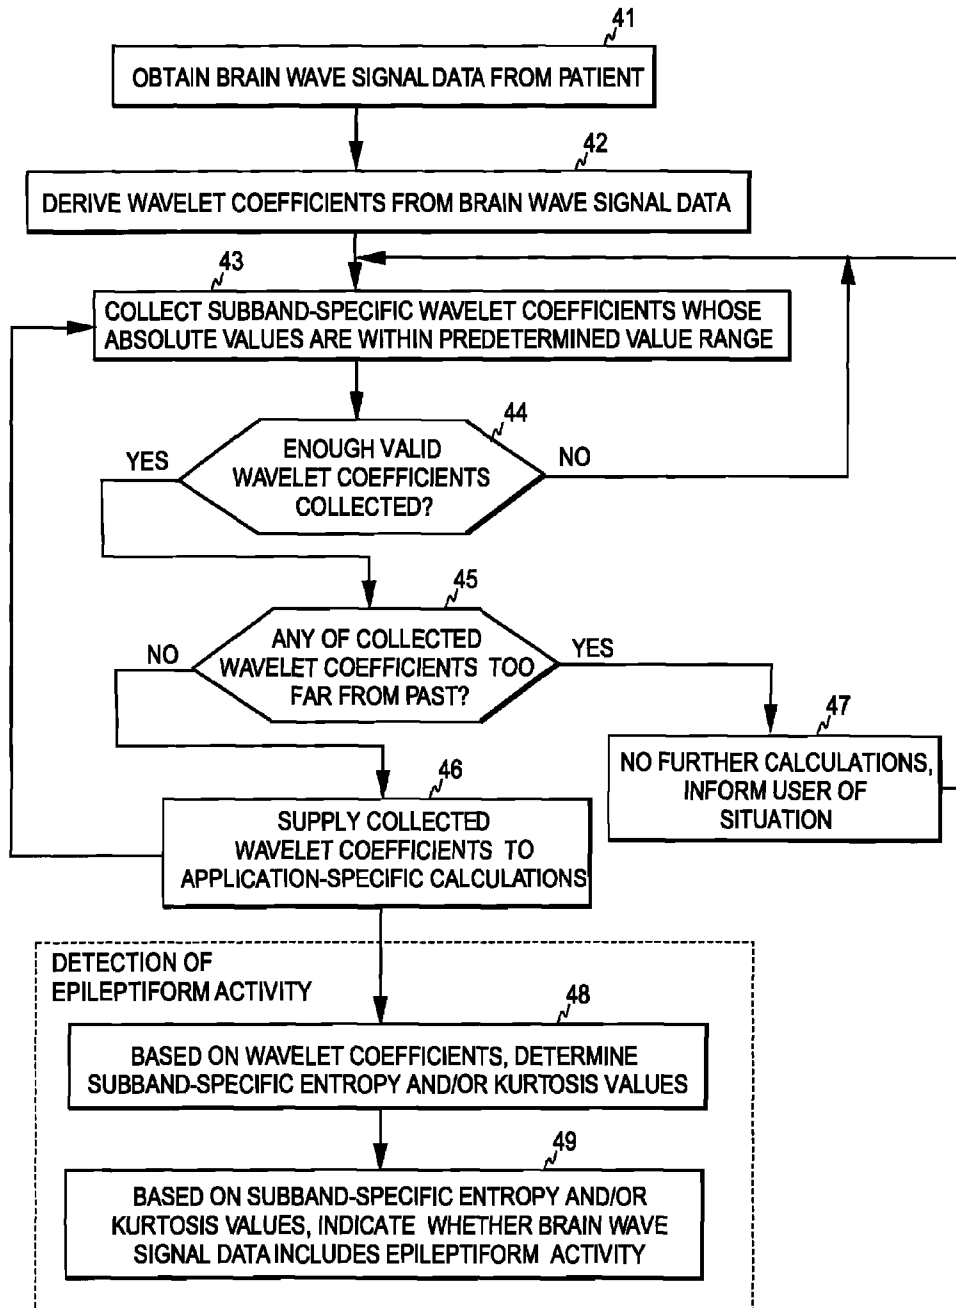 41
OBTAIN BRAIN WAVE SIGNAL DATA FROM PATIENT
42
DERIVE WAVELET COEFFICIENTS FROM BRAIN WAVE SIGNAL DATA
43
COLLECT SUBBAND-SPECIFIC WAVELET COEFFICIENTS WHOSE
ABSOLUTE VALUES ARE WITHIN PREDETERMINED VALUE RANGE
44
YES
ENOUGH VALID
WAVELET COEFFICIENTS
COLLECTED?
NO
45
NO
ANY OF COLLECTED
WAVELET COEFFICIENTS TOO
FAR FROM PAST?
YES
47
NO FURTHER CALCULATIONS,
INFORM USER OF
SITUATION
46
SUPPLY COLLECTED
WAVELET COEFFICIENTS TO
APPLICATION-SPECIFIC CALCULATIONS
DETECTION OF
EPILEPTIFORM ACTIVITY
48
BASED ON WAVELET COEFFICIENTS, DETERMINE
SUBBAND-SPECIFIC ENTROPY AND/OR KURTOSIS VALUES
49
BASED ON SUBBAND-SPECIFIC ENTROPY AND/OR
KURTOSIS VALUES, INDICATE WHETHER BRAIN WAVE
SIGNAL DATA INCLUDES EPILEPTIFORM ACTIVITY